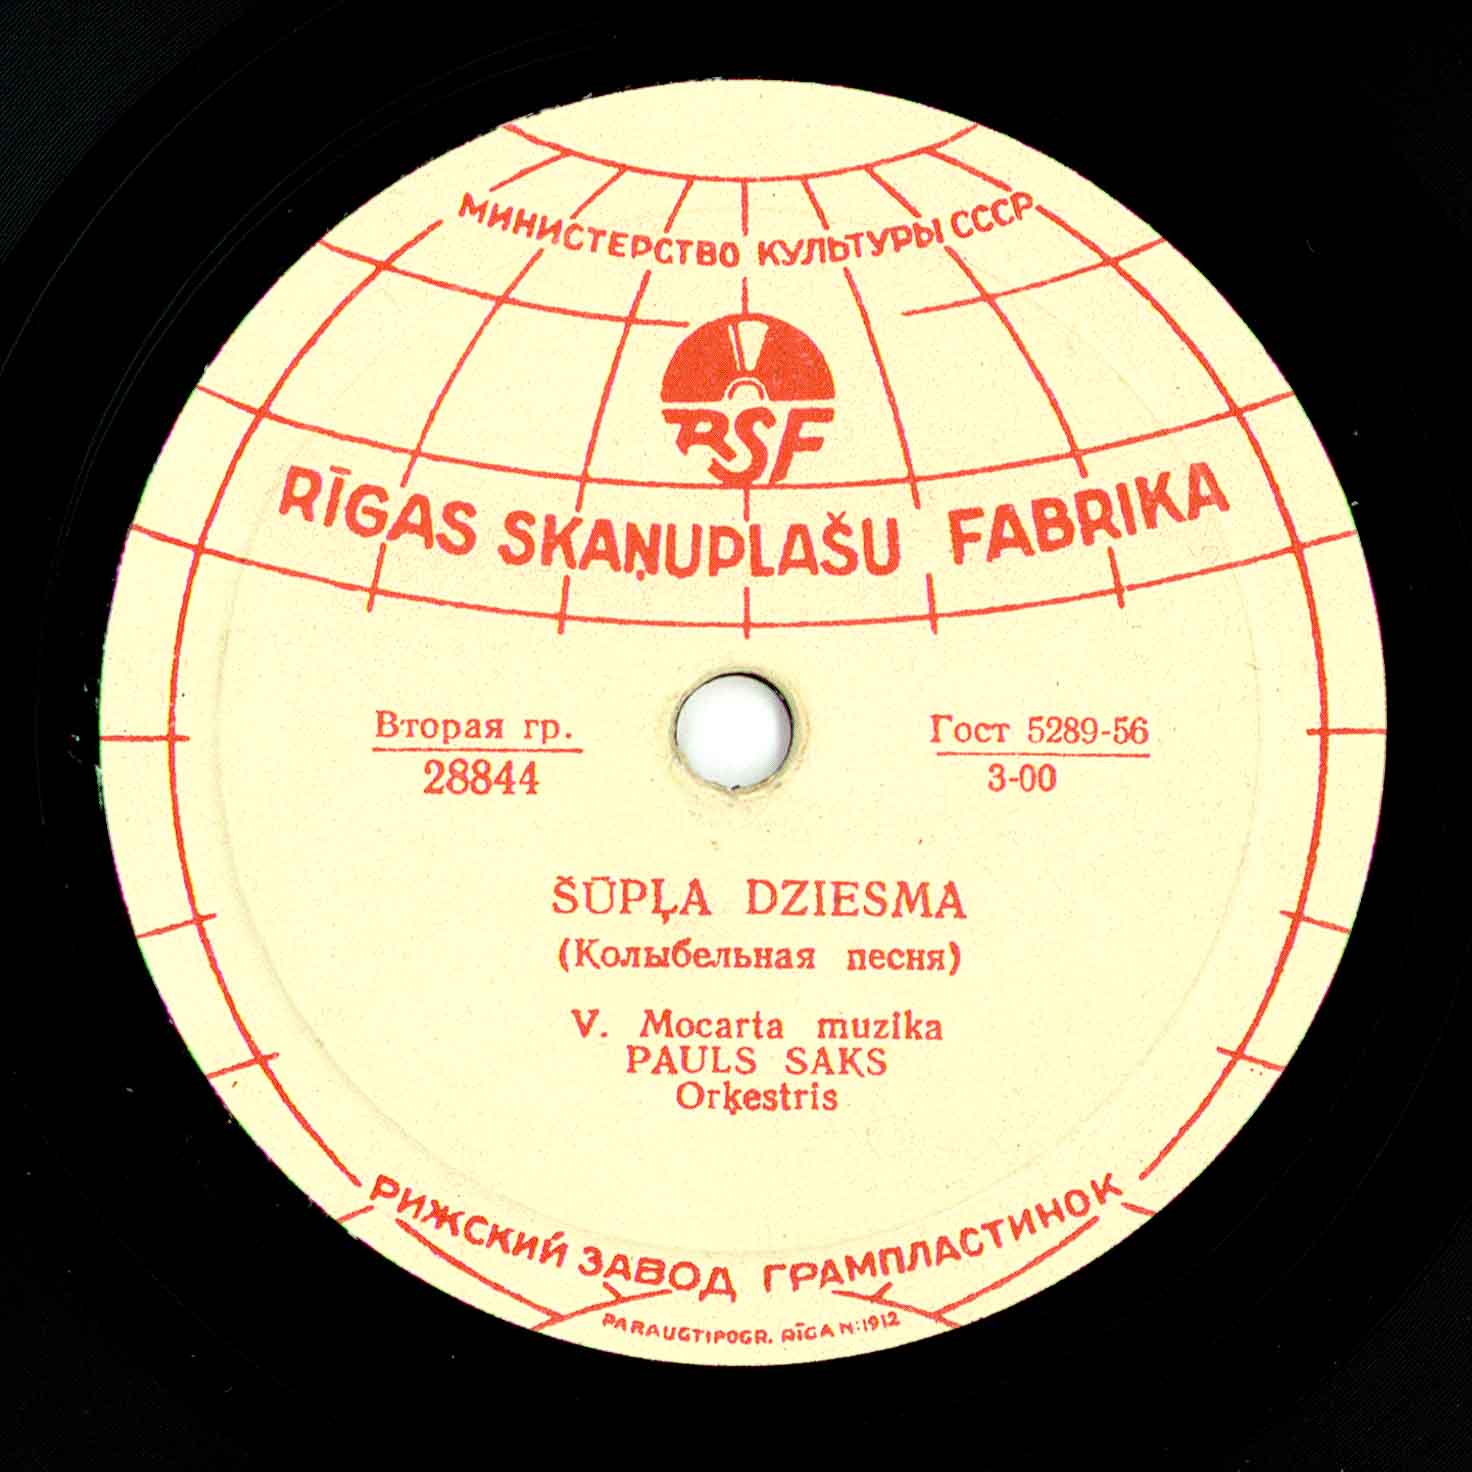 МИНИСТЕРСТВО КУЛЬТУРЫ СССР
RSF
RĪGAS SKAŅUPLAŠU FABRIKA
Вторая гр.
28844
Гост 5289-56
3-00
ŠŪPĻA DZIESMA
(Колыбельная песня)
V. Mocarta muzika
PAULS SAKS
Orķestris
РИЖСКИЙ ЗАВОД ГРАМПЛАСТИНОК
PARAUGTIPOGR. RĪGA N:1912